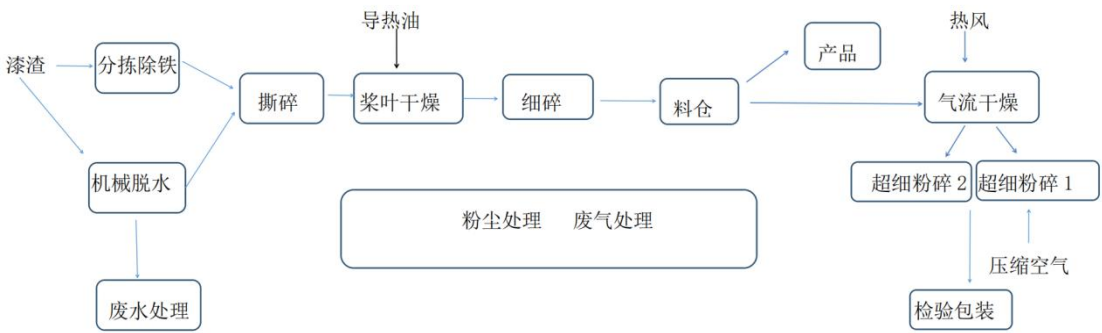 导热油
热风
产品
漆渣
分拣除铁
撕碎
桨叶干燥
细碎
料仓
气流干燥
机械脱水
超细粉碎2
超细粉碎1
粉尘处理 废气处理
压缩空气
废水处理
检验包装